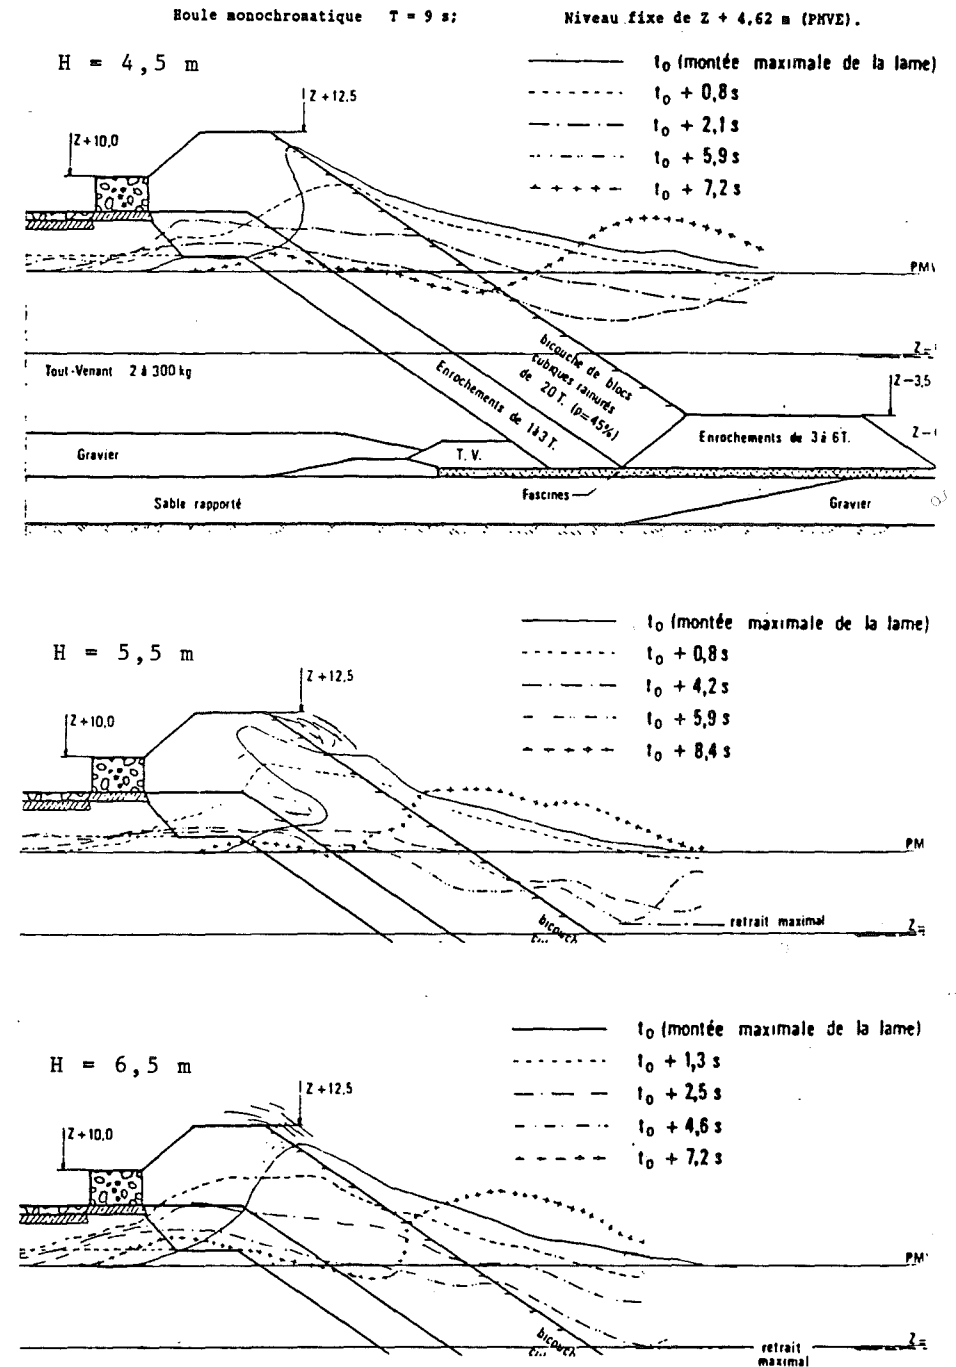 Houle monochromatique T = 9 s; Niveau fixe de Z + 4,62 m (PMVE).
H = 4,5 m
t₀ (montée maximale de la lame)
t₀ + 0,8 s
t₀ + 2,1 s
t₀ + 5,9 s
t₀ + 7,2 s
Z + 12,5
Z + 10,0
PM
Z =
bicouche de blocs
cubiques rainurés
de 20 T. (ρ = 45%)
Tout-Venant 2 à 300 kg
Enrochements de 1 à 3 T.
Z – 3,5
Z –
Enrochements de 3 à 6 T.
Gravier
T. V.
Fascines
Sable rapporté
Gravier
H = 5,5 m
t₀ (montée maximale de la lame)
t₀ + 0,8 s
t₀ + 4,2 s
t₀ + 5,9 s
t₀ + 8,4 s
Z + 12,5
Z + 10,0
PM
retrait maximal
bicouch
Z =
H = 6,5 m
t₀ (montée maximale de la lame)
t₀ + 1,3 s
t₀ + 2,5 s
t₀ + 4,6 s
t₀ + 7,2 s
Z + 12,5
Z + 10,0
PM
bicouch
Z =
retrait
maximal